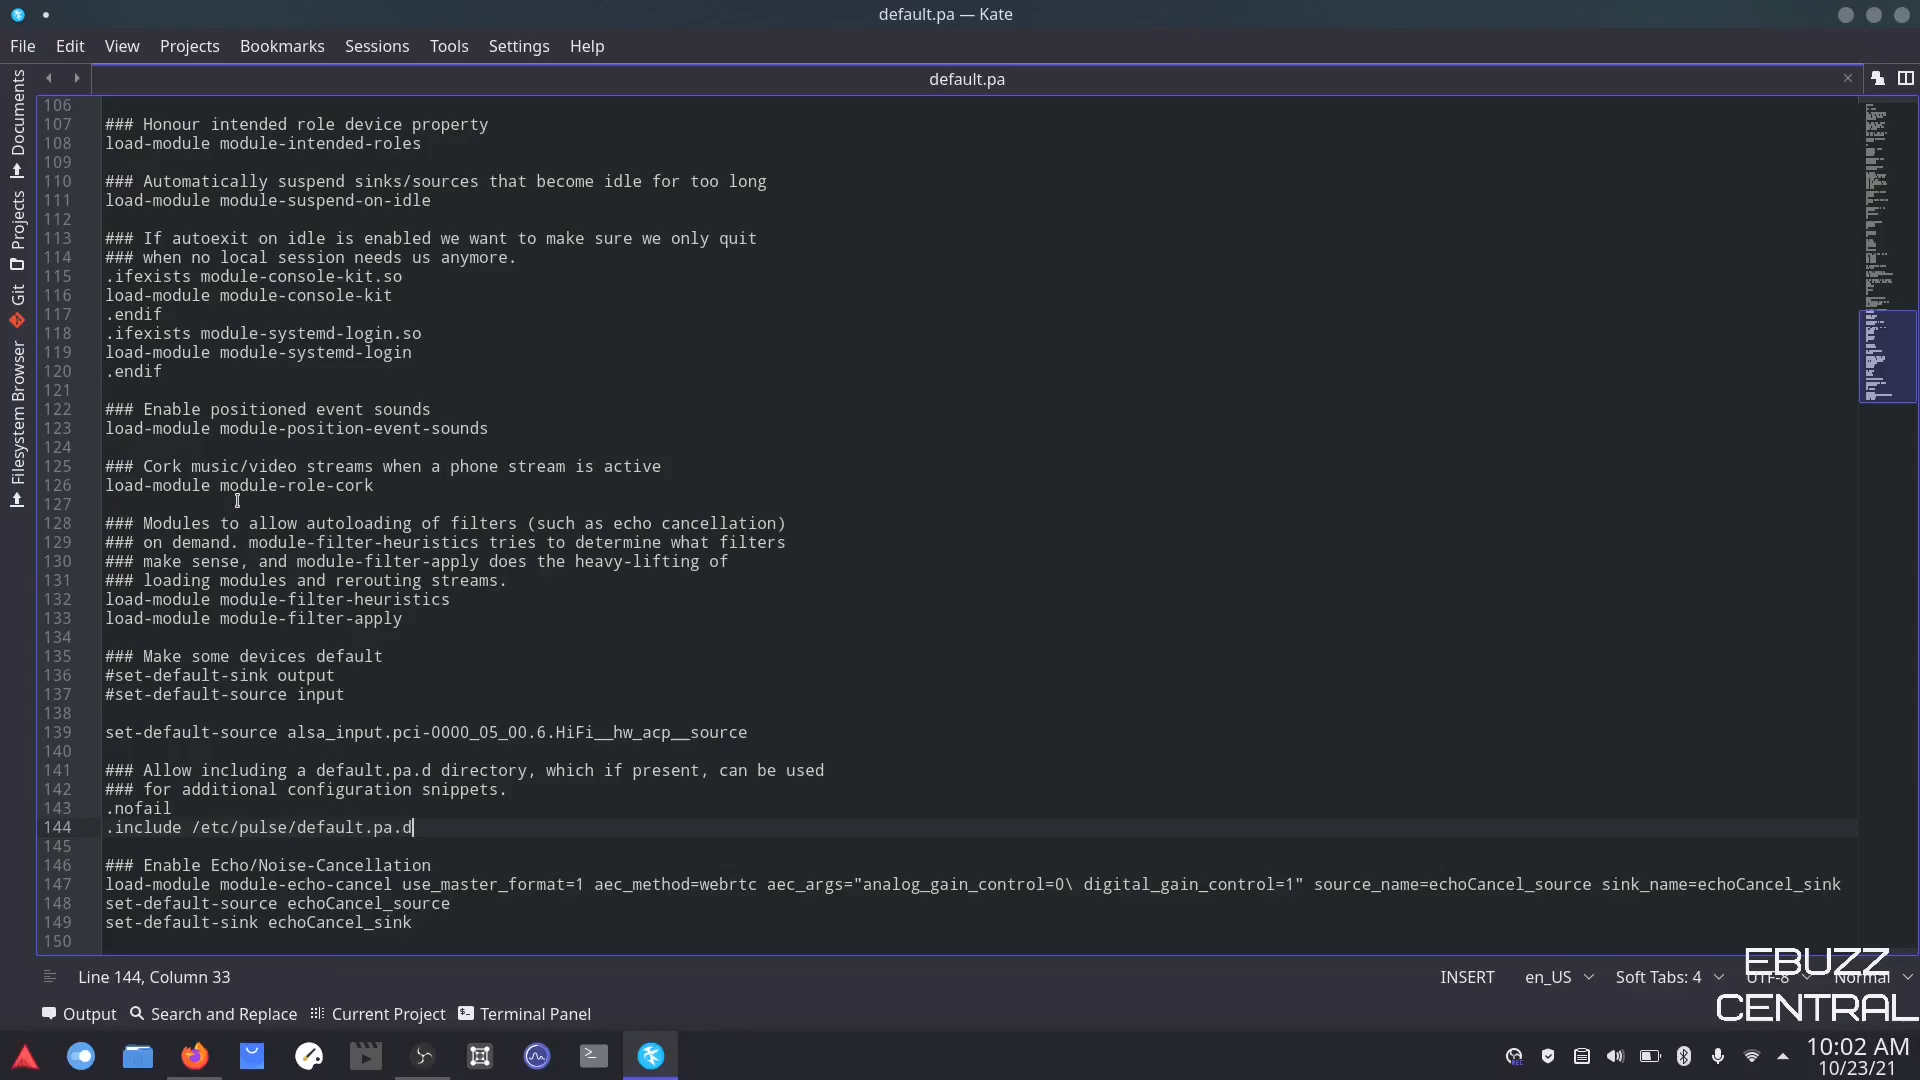 default.pa — Kate
File Edit View Projects Bookmarks Sessions Tools Settings Help
default.pa
Documents
Projects
Git
Filesystem Browser
106
107 ### Honour intended role device property
108 load-module module-intended-roles
109
110 ### Automatically suspend sinks/sources that become idle for too long
111 load-module module-suspend-on-idle
112
113 ### If autoexit on idle is enabled we want to make sure we only quit
114 ### when no local session needs us anymore.
115 .ifexists module-console-kit.so
116 load-module module-console-kit
117 .endif
118 .ifexists module-systemd-login.so
119 load-module module-systemd-login
120 .endif
121
122 ### Enable positioned event sounds
123 load-module module-position-event-sounds
124
125 ### Cork music/video streams when a phone stream is active
126 load-module module-role-cork
127
128 ### Modules to allow autoloading of filters (such as echo cancellation)
129 ### on demand. module-filter-heuristics tries to determine what filters
130 ### make sense, and module-filter-apply does the heavy-lifting of
131 ### loading modules and rerouting streams.
132 load-module module-filter-heuristics
133 load-module module-filter-apply
134
135 ### Make some devices default
136 #set-default-sink output
137 #set-default-source input
138
139 set-default-source alsa_input.pci-0000_05_00.6.HiFi__hw_acp__source
140
141 ### Allow including a default.pa.d directory, which if present, can be used
142 ### for additional configuration snippets.
143 .nofail
144 .include /etc/pulse/default.pa.d
145
146 ### Enable Echo/Noise-Cancellation
147 load-module module-echo-cancel use_master_format=1 aec_method=webrtc aec_args="analog_gain_control=0\ digital_gain_control=1" source_name=echoCancel_source sink_name=echoCancel_sink
148 set-default-source echoCancel_source
149 set-default-sink echoCancel_sink
150
Line 144, Column 33 INSERT en_US Soft Tabs: 4 UTF-8 Normal
EBUZZ
CENTRAL
Output Search and Replace Current Project Terminal Panel
10:02 AM
10/23/21